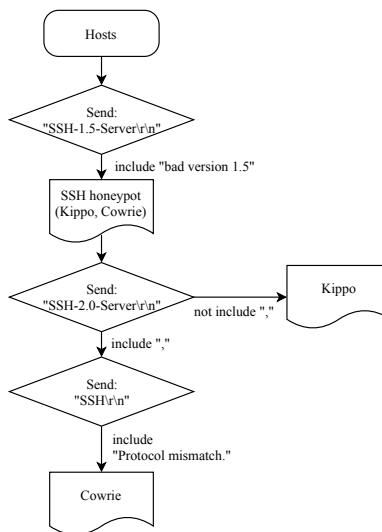 Hosts
Send:
"SSH-1.5-Server\r\n"
include "bad version 1.5"
SSH honeypot
(Kippo, Cowrie)
Send:
"SSH-2.0-Server\r\n"
Kippo
not include ","
include ","
Send:
"SSH\r\n"
include
"Protocol mismatch."
Cowrie